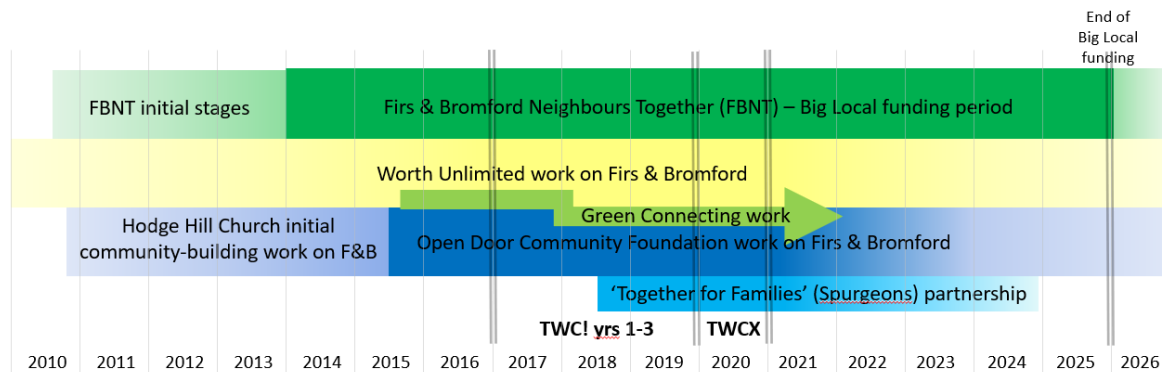 End of
Big Local
funding
FBNT initial stages
Firs & Bromford Neighbours Together (FBNT) – Big Local funding period
Worth Unlimited work on Firs & Bromford
Green Connecting work
Hodge Hill Church initial
community-building work on F&B
Open Door Community Foundation work on Firs & Bromford
‘Together for Families’ (Spurgeons) partnership
TWC! yrs 1-3
TWCX
2010 2011 2012 2013 2014 2015 2016 2017 2018 2019 2020 2021 2022 2023 2024 2025 2026